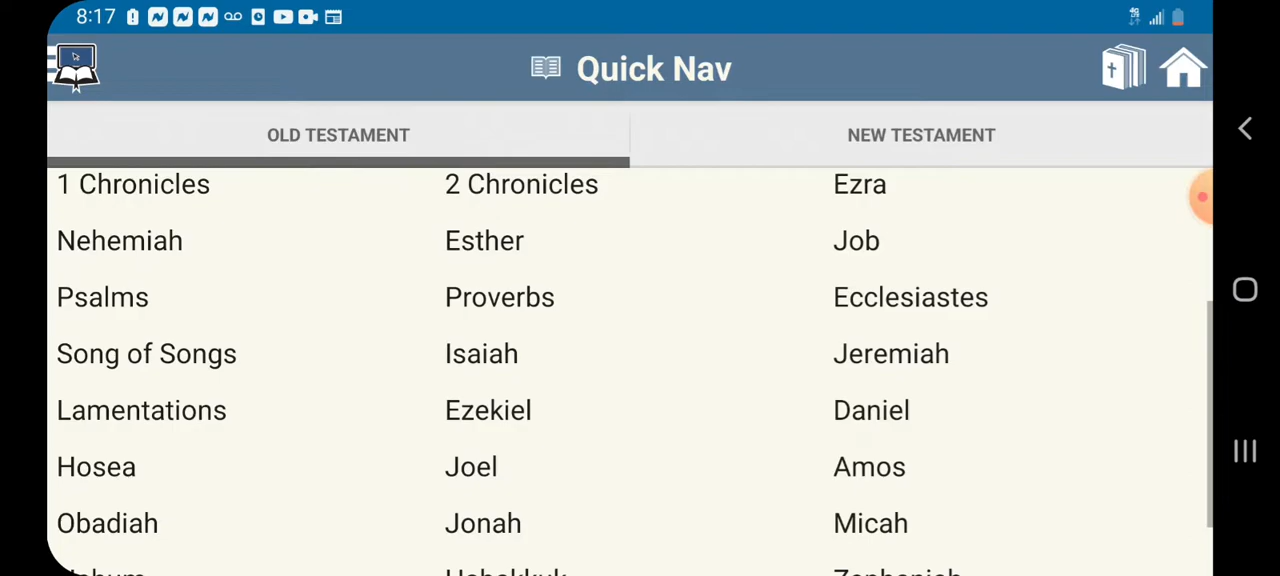 8:17
Quick Nav
OLD TESTAMENT NEW TESTAMENT
1 Chronicles 2 Chronicles Ezra
Nehemiah Esther Job
Psalms Proverbs Ecclesiastes
Song of Songs Isaiah Jeremiah
Lamentations Ezekiel Daniel
Hosea Joel Amos
Obadiah Jonah Micah